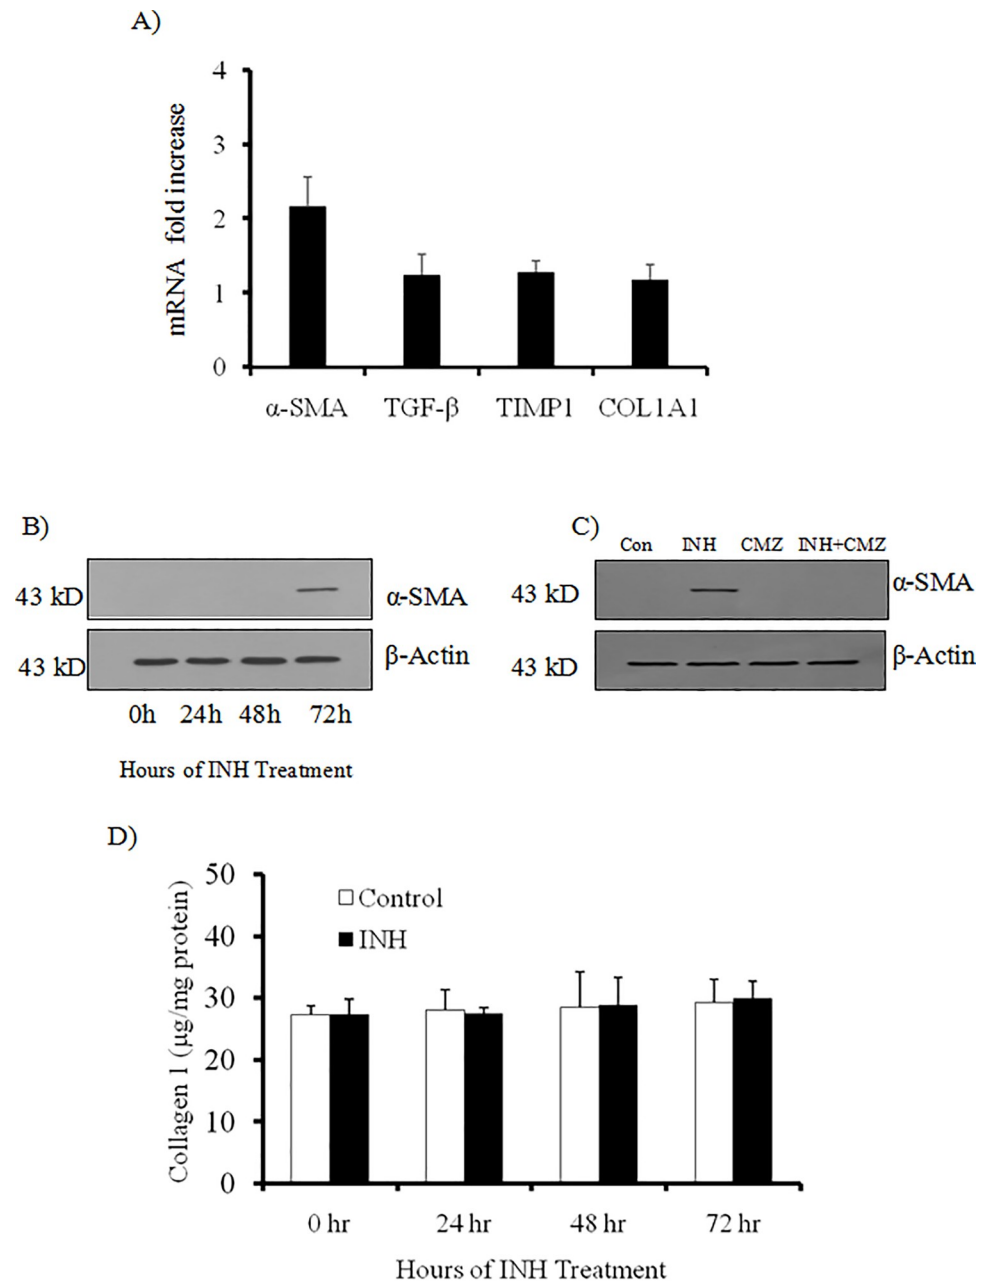 A)
4
3
2
1
0
mRNA fold increase
α-SMA TGF-β TIMP1 COL1A1
B)
43 kD α-SMA
43 kD β-Actin
0h 24h 48h 72h
Hours of INH Treatment
C)
Con INH CMZ INH+CMZ
43 kD α-SMA
43 kD β-Actin
D)
50
40
30
20
10
0
Collagen 1 (µg/mg protein)
Control
INH
0 hr 24 hr 48 hr 72 hr
Hours of INH Treatment